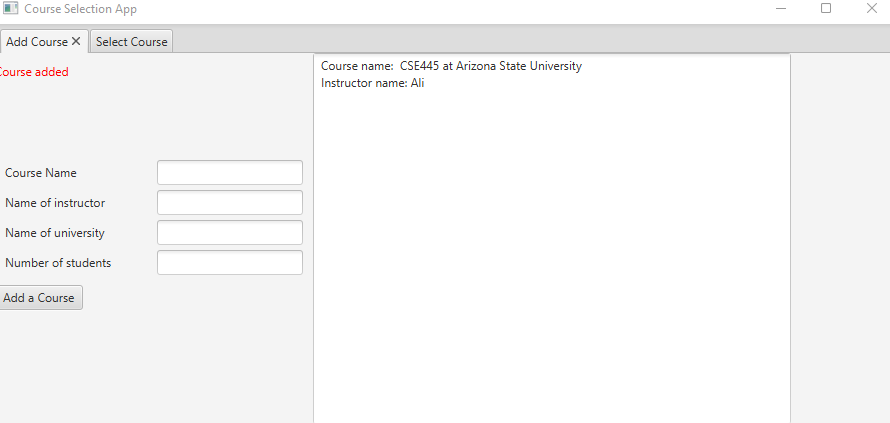 Course Selection App
Add Course
Select Course
Course added
Course name:  CSE445 at Arizona State University
Instructor name: Ali
Course Name
Name of instructor
Name of university
Number of students
Add a Course